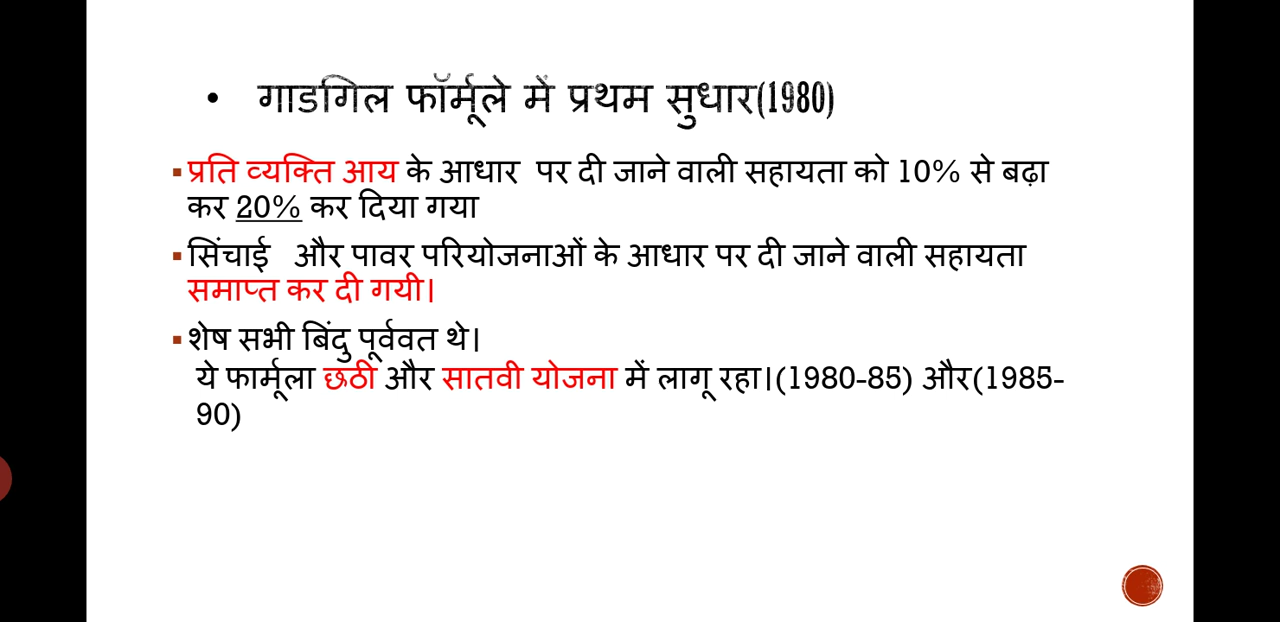 • गाडगिल फॉर्मूले में प्रथम सुधार(1980)
▪प्रति व्यक्ति आय के आधार पर दी जाने वाली सहायता को 10% से बढ़ा
कर 20% कर दिया गया
▪सिंचाई और पावर परियोजनाओं के आधार पर दी जाने वाली सहायता
समाप्त कर दी गयी।
▪शेष सभी बिंदु पूर्ववत थे।
ये फार्मूला छठी और सातवी योजना में लागू रहा।(1980-85) और(1985-
90)